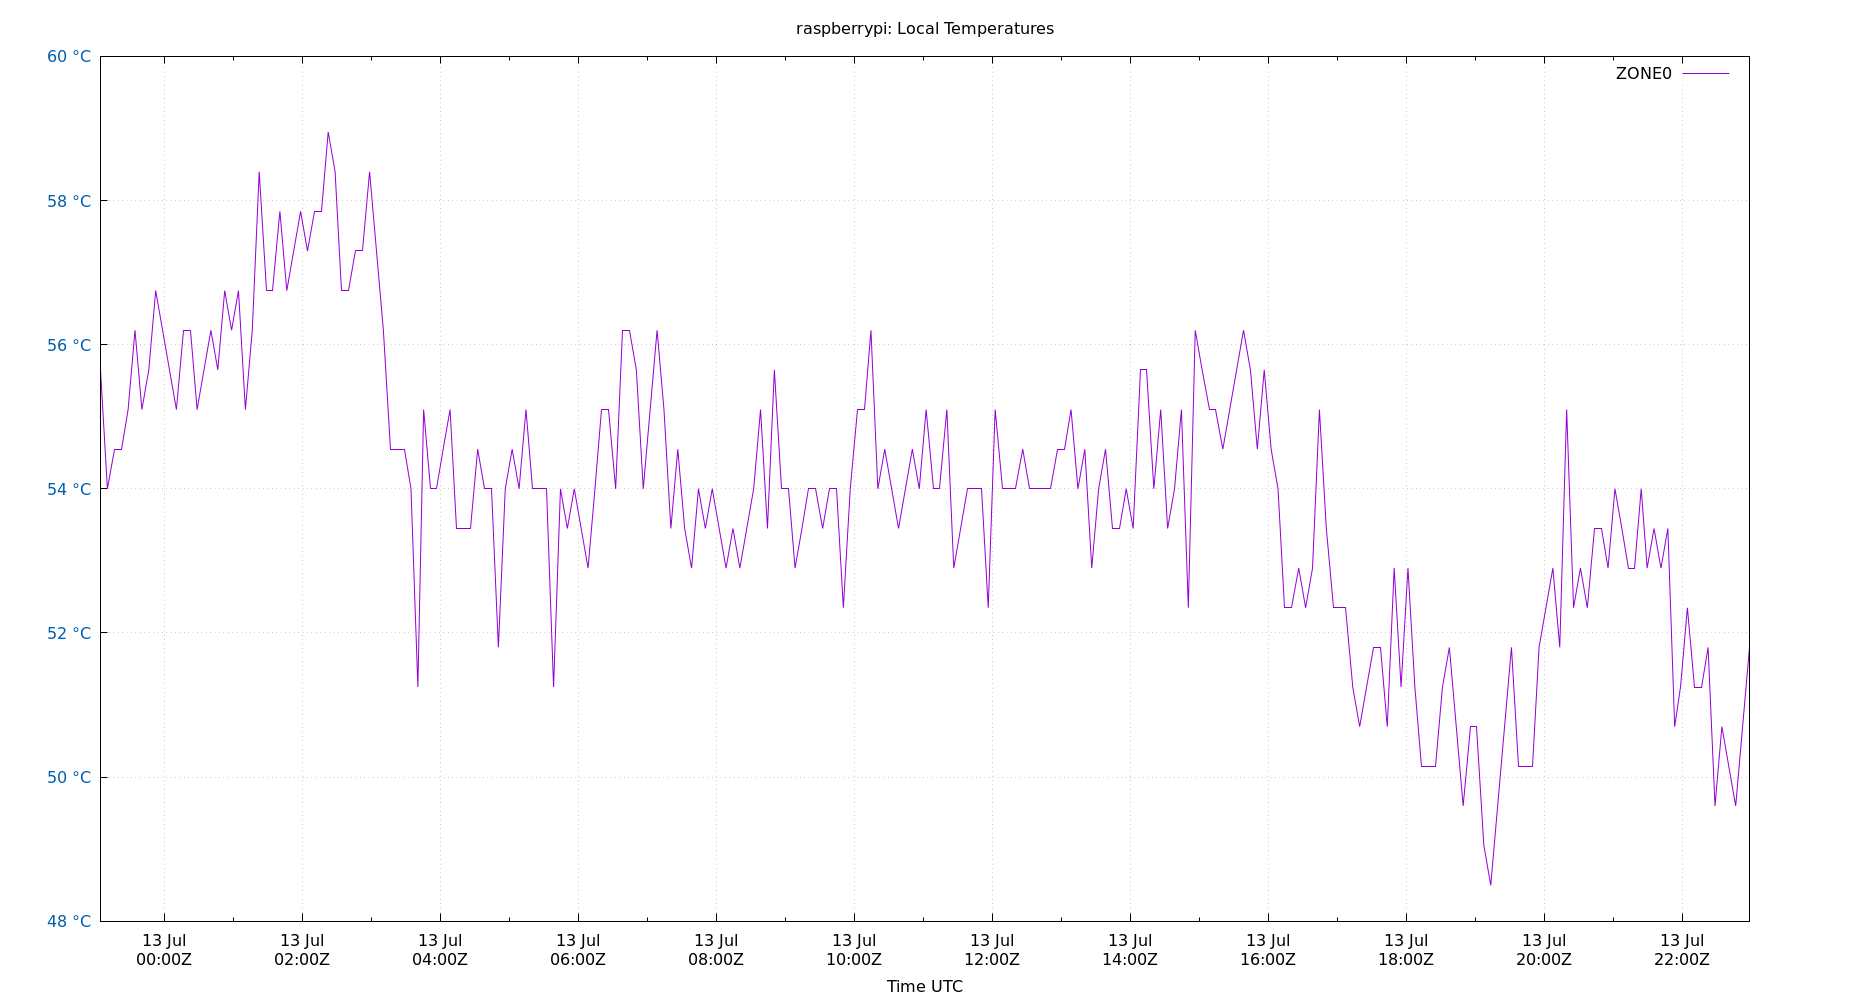 raspberrypi: Local Temperatures
60 °C
ZONE0
58 °C
56 °C
54 °C
52 °C
50 °C
48 °C
13 Jul 13 Jul 13 Jul 13 Jul 13 Jul 13 Jul 13 Jul 13 Jul 13 Jul 13 Jul 13 Jul 13 Jul
00:00Z 02:00Z 04:00Z 06:00Z 08:00Z 10:00Z 12:00Z 14:00Z 16:00Z 18:00Z 20:00Z 22:00Z
Time UTC